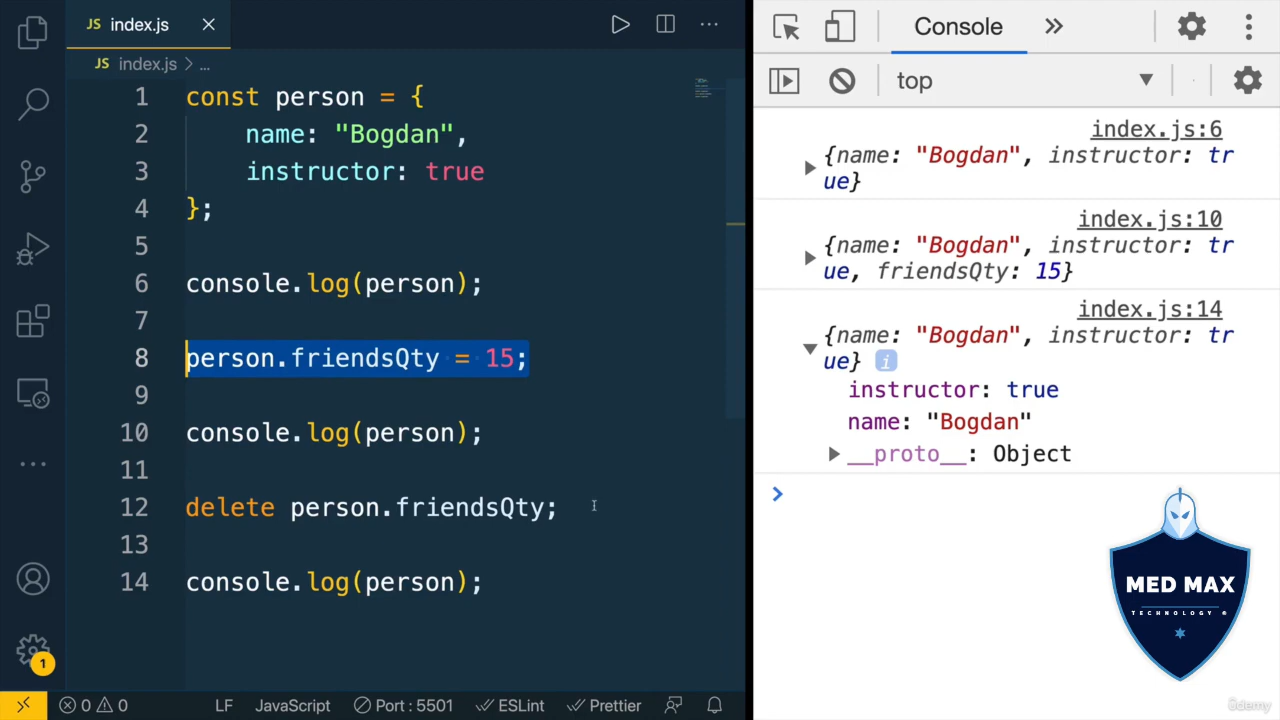 JS index.js
JS index.js > ...
1 const person = {
2 name: "Bogdan",
3 instructor: true
4 };
5
6 console.log(person);
7
8 person.friendsQty = 15;
9
10 console.log(person);
11
12 delete person.friendsQty;
13
14 console.log(person);
1
0 0 LF JavaScript Port : 5501 ESLint Prettier
Console
top
index.js:6
{name: "Bogdan", instructor: tr
ue}
index.js:10
{name: "Bogdan", instructor: tr
ue, friendsQty: 15}
index.js:14
{name: "Bogdan", instructor: tr
ue} i
instructor: true
name: "Bogdan"
__proto__: Object
MED MAX
TECHNOLOGY ®
ûdemy